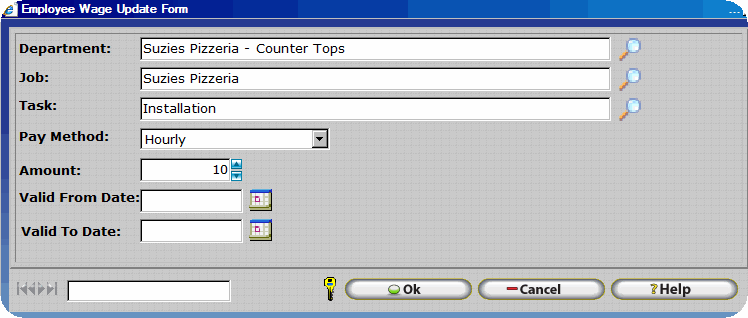 Employee Wage Update Form
Department: Suzies Pizzeria - Counter Tops
Job: Suzies Pizzeria
Task: Installation
Pay Method: Hourly
Amount: 10
Valid From Date:
Valid To Date:
Ok Cancel Help